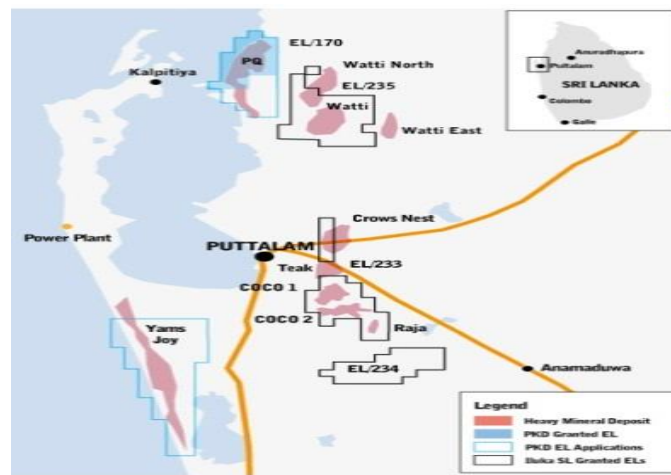 EL/170
PQ
Kalpitiya
Watti North
EL/235
Watti
Watti East
Anuradhapura
Puttalam
SRI LANKA
Colombo
Galle
Crows Nest
Power Plant
PUTTALAM
Teak
EL/233
COCO 1
COCO 2
Raja
Yams
Joy
EL/234
Anamaduwa
Legend
Heavy Mineral Deposit
PKD Granted EL
PKD EL Applications
Iluka SL Granted ELs